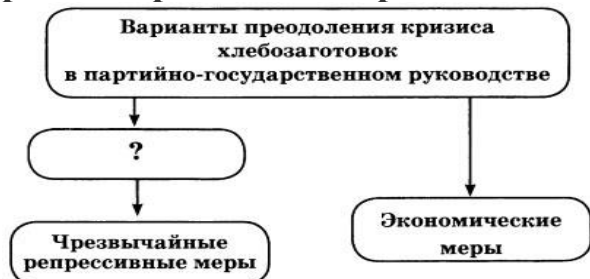 Варианты преодоления кризиса
хлебозаготовок
в партийно-государственном руководстве
?
Чрезвычайные
репрессивные меры
Экономические
меры